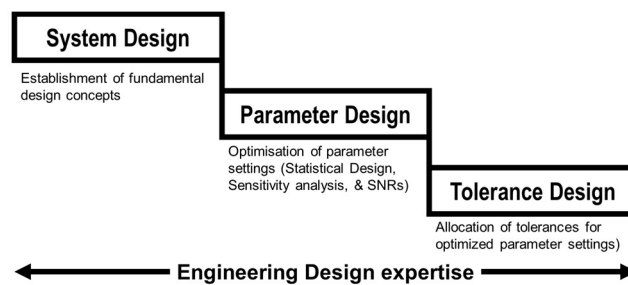 System Design
Establishment of fundamental
design concepts
Parameter Design
Optimisation of parameter
settings (Statistical Design,
Sensitivity analysis, & SNRs)
Tolerance Design
Allocation of tolerances for
optimized parameter settings)
Engineering Design expertise